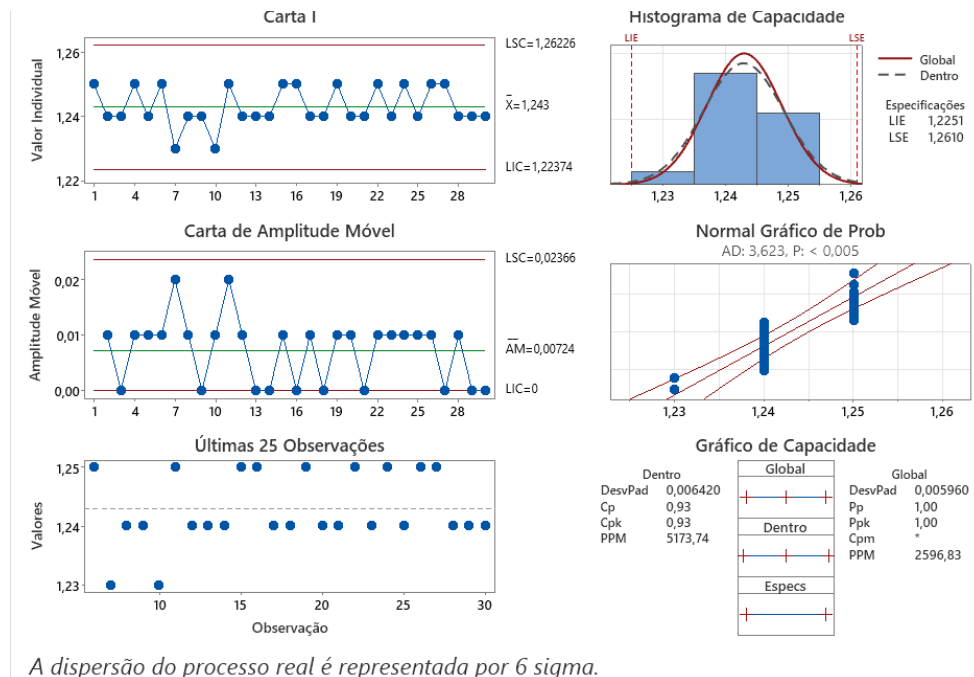 Carta I
Valor Individual
1,26
1,24
1,22
1 4 7 10 13 16 19 22 25 28
LSC=1,26226
X=1,243
LIC=1,22374
Histograma de Capacidade
LIE
LSE
1,23 1,24 1,25 1,26
Global
Dentro
Especificações
LIE 1,2251
LSE 1,2610
Carta de Amplitude Móvel
Amplitude Móvel
0,02
0,01
0,00
1 4 7 10 13 16 19 22 25 28
LSC=0,02366
AM=0,00724
LIC=0
Normal Gráfico de Prob
AD: 3,623, P: < 0,005
1,23 1,24 1,25 1,26
Últimas 25 Observações
Valores
1,25
1,24
1,23
10 15 20 25 30
Observação
Gráfico de Capacidade
Dentro
DesvPad 0,006420
Cp 0,93
Cpk 0,93
PPM 5173,74
Global
Dentro
Especs
Global
DesvPad 0,005960
Pp 1,00
Ppk 1,00
Cpm *
PPM 2596,83
A dispersão do processo real é representada por 6 sigma.